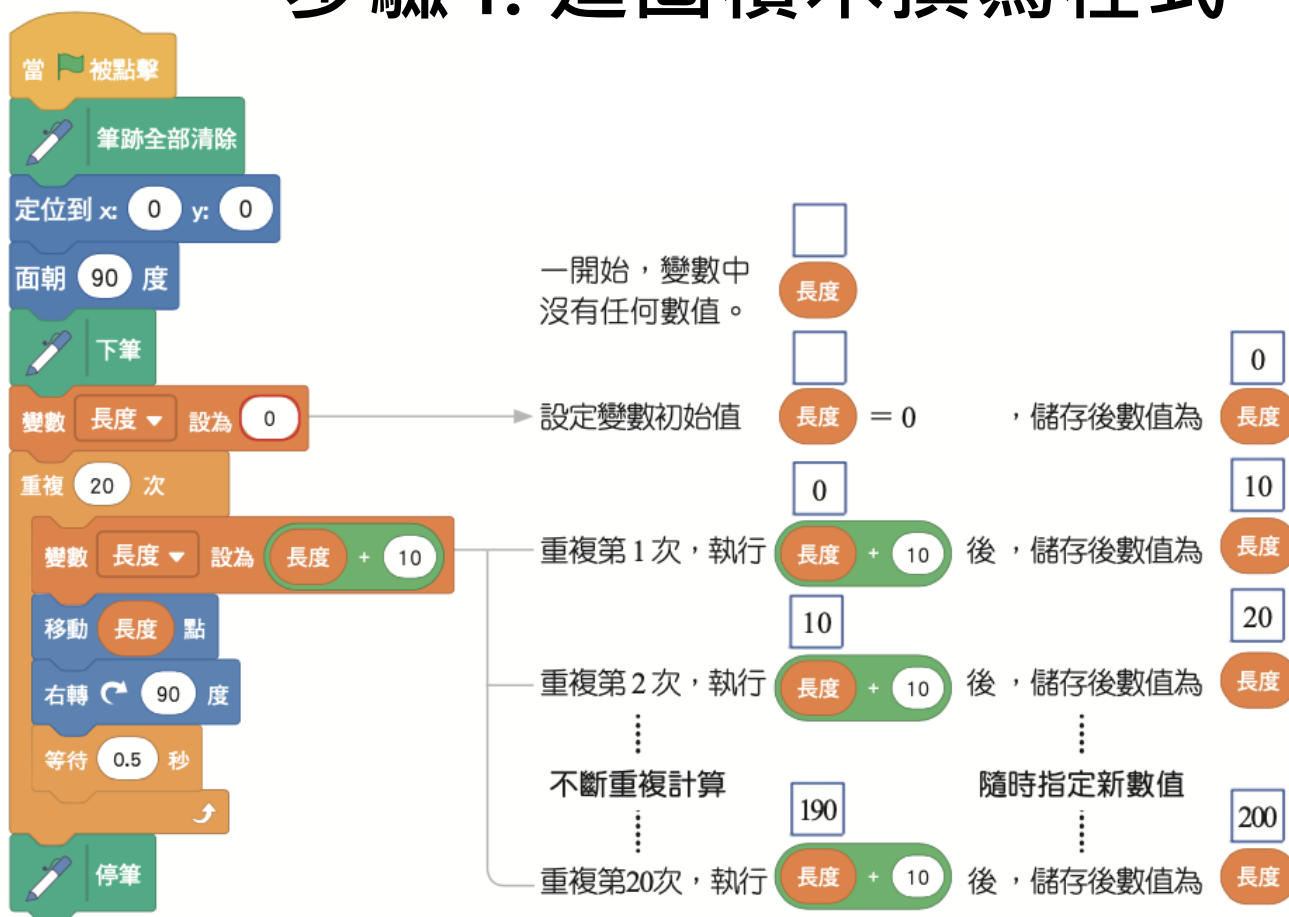 當 被點擊
筆跡全部清除
定位到 x: 0 y: 0
面朝 90 度
下筆
變數 長度 設為 0
重複 20 次
變數 長度 設為 長度 + 10
移動 長度 點
右轉 90 度
等待 0.5 秒
停筆
一開始，變數中
沒有任何數值。
長度
設定變數初始值 長度 = 0 ，儲存後數值為 0 長度
0 10
重複第1次，執行 長度 + 10 後 ，儲存後數值為 長度
10 20
重複第2次，執行 長度 + 10 後 ，儲存後數值為 長度
不斷重複計算 隨時指定新數值
190 200
重複第20次，執行 長度 + 10 後 ，儲存後數值為 長度